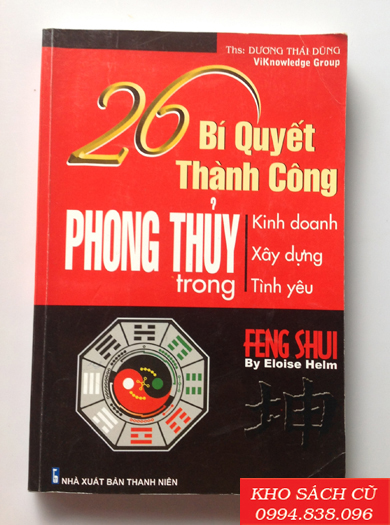 Ths: DƯƠNG THÁI DŨNG
ViKnowledge Group
26 Bí Quyết
Thành Công
PHONG THỦY
trong
Kinh doanh
Xây dựng
Tình yêu
FENG SHUI
By Eloise Helm
坤
NHÀ XUẤT BẢN THANH NIÊN
KHO SÁCH CŨ
0994.838.096